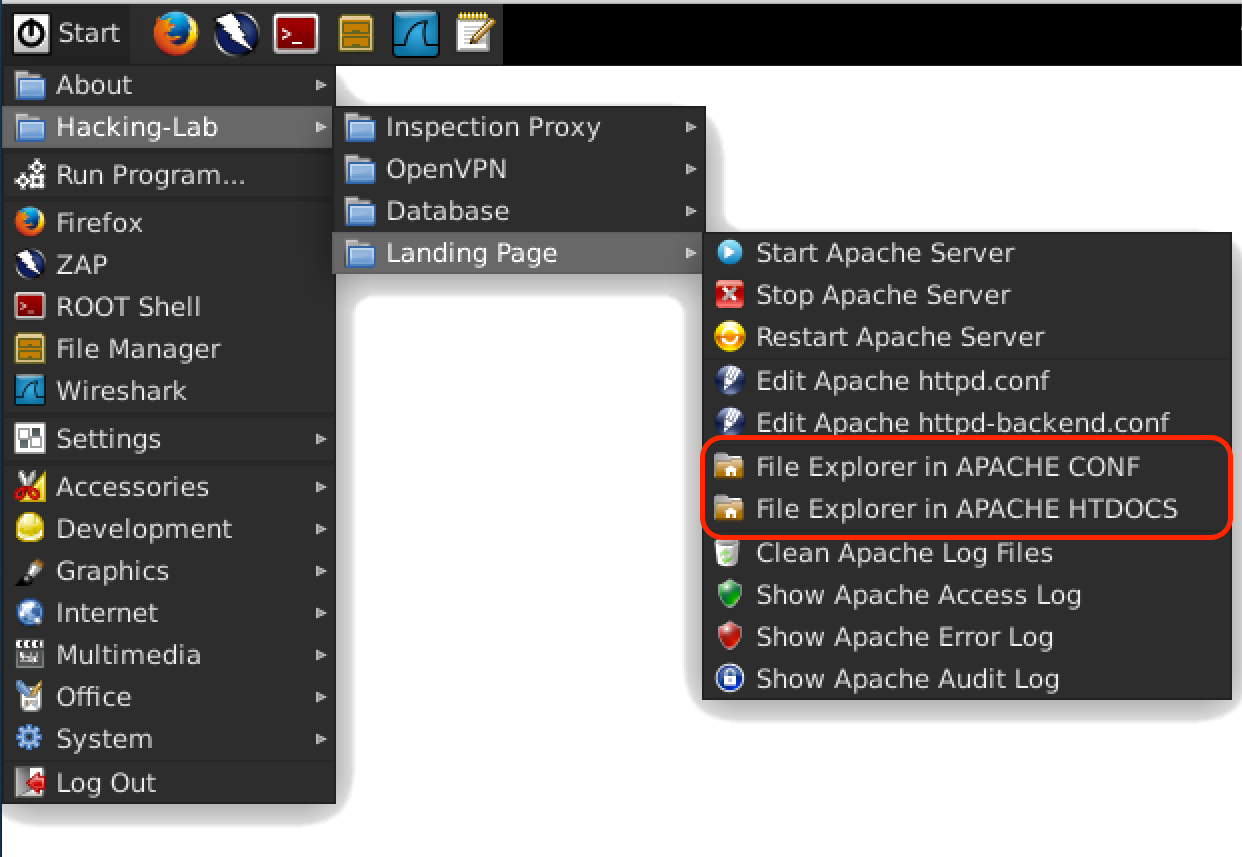 Start
About
Hacking-Lab
Run Program...
Firefox
ZAP
ROOT Shell
File Manager
Wireshark
Settings
Accessories
Development
Graphics
Internet
Multimedia
Office
System
Log Out
Inspection Proxy
OpenVPN
Database
Landing Page
Start Apache Server
Stop Apache Server
Restart Apache Server
Edit Apache httpd.conf
Edit Apache httpd-backend.conf
File Explorer in APACHE CONF
File Explorer in APACHE HTDOCS
Clean Apache Log Files
Show Apache Access Log
Show Apache Error Log
Show Apache Audit Log